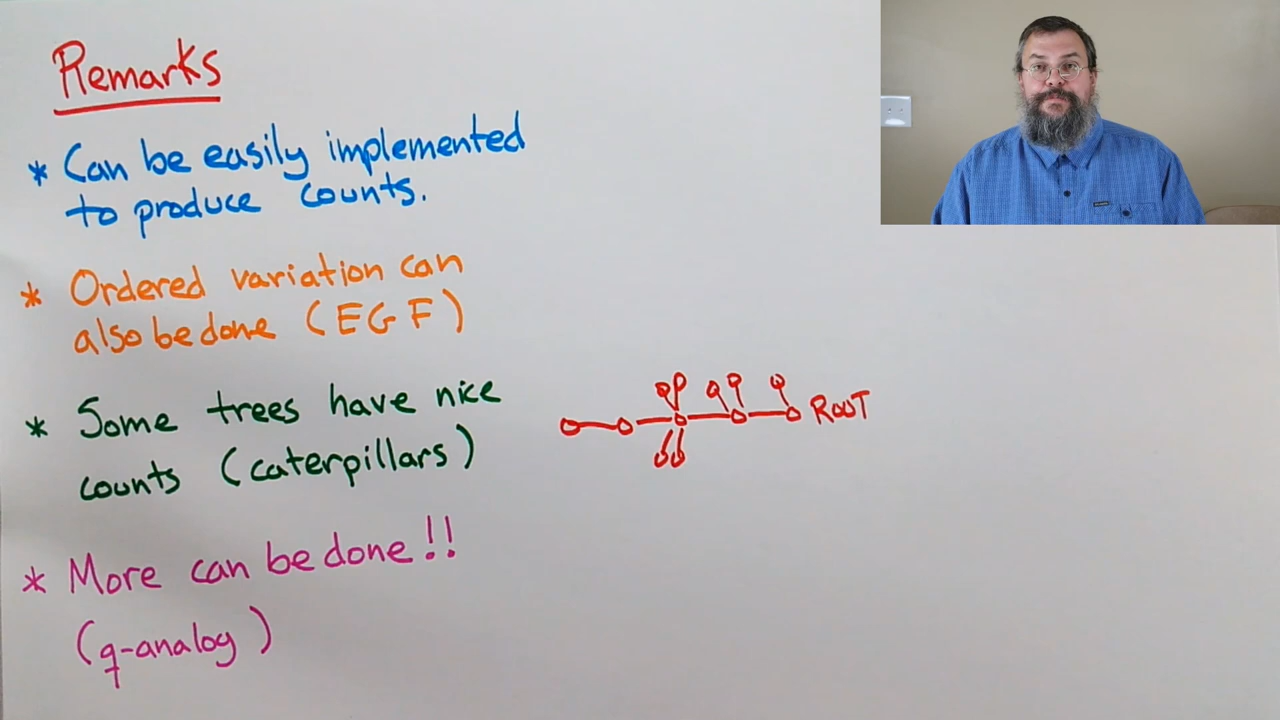 Remarks
* Can be easily implemented
to produce counts.
* Ordered variation can
also be done (EGF)
* Some trees have nice
counts (caterpillars)
ROOT
* More can be done!!
(q-analog)